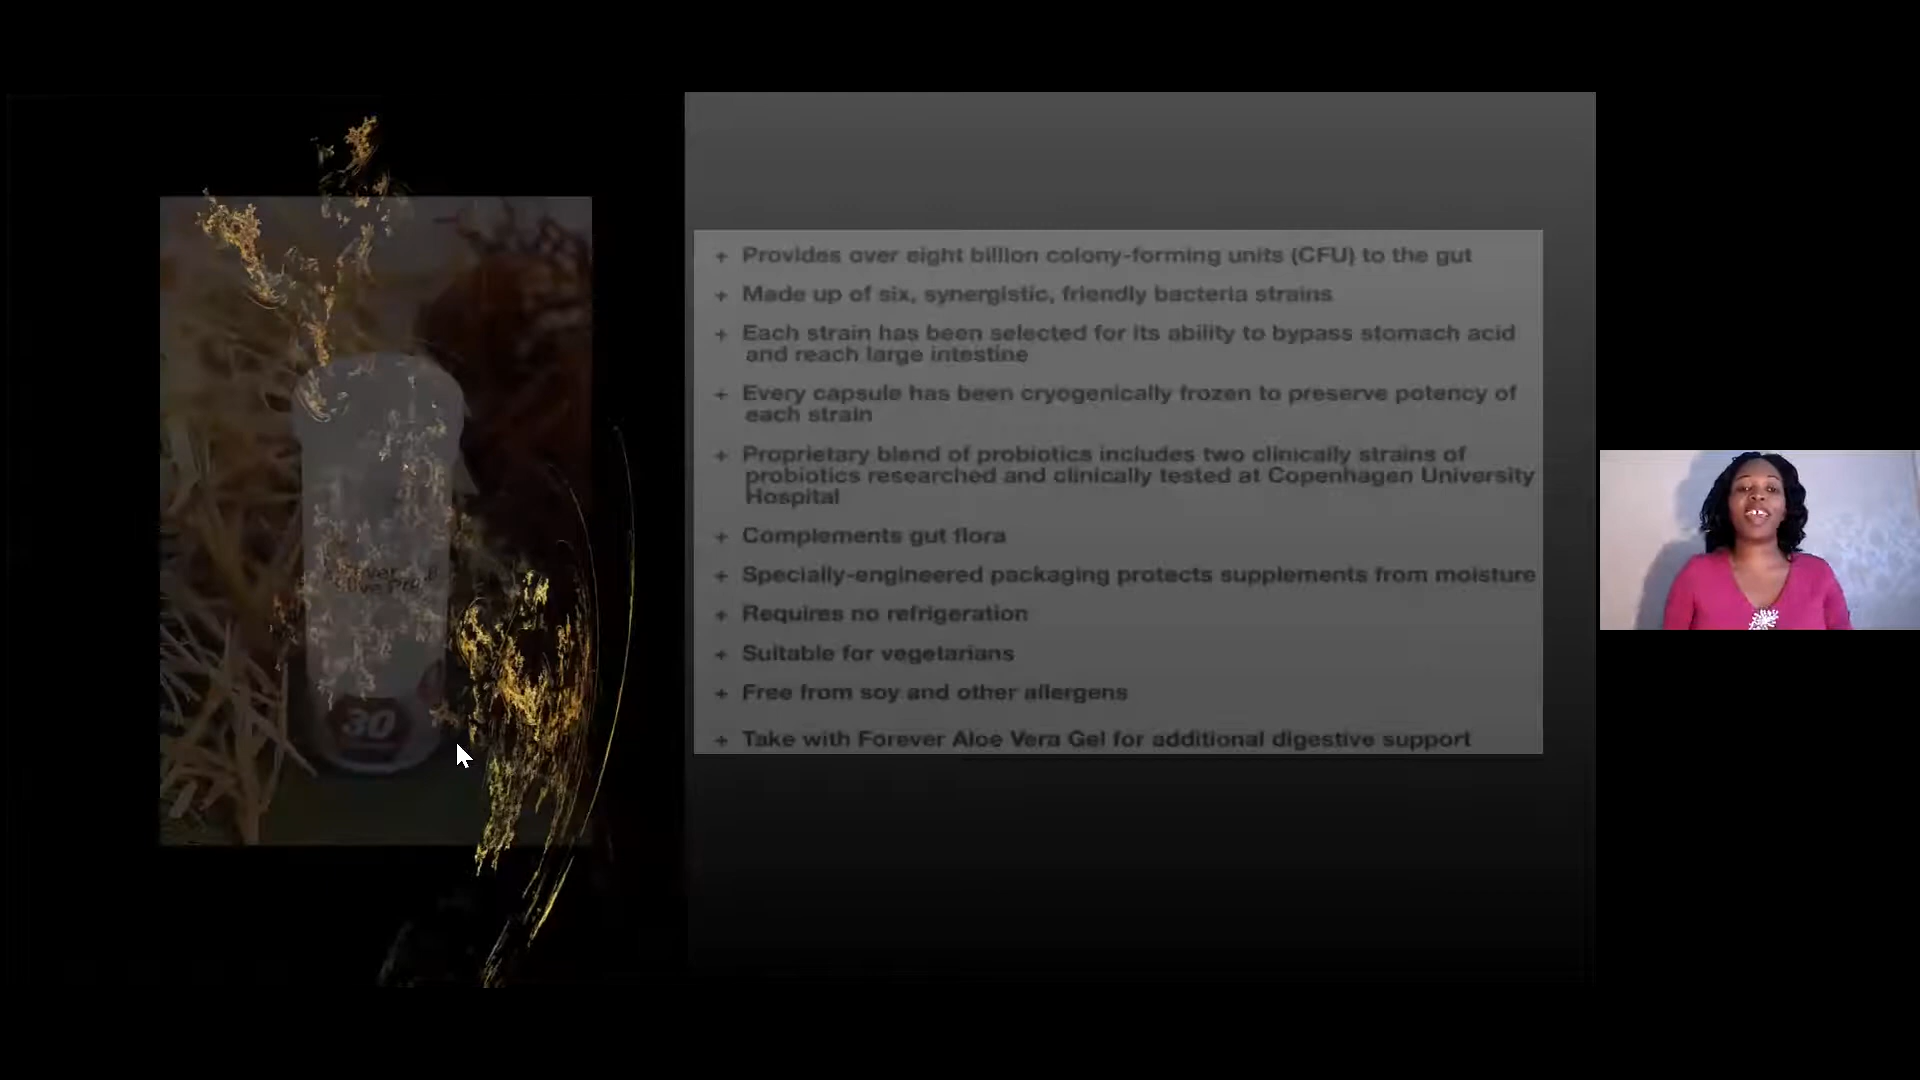 + Provides over eight billion colony-forming units (CFU) to the gut
+ Made up of six, synergistic, friendly bacteria strains
+ Each strain has been selected for its ability to bypass stomach acid
and reach large intestine
+ Every capsule has been cryogenically frozen to preserve potency of
each strain
+ Proprietary blend of probiotics includes two clinically strains of
probiotics researched and clinically tested at Copenhagen University
Hospital
+ Complements gut flora
+ Specially-engineered packaging protects supplements from moisture
+ Requires no refrigeration
+ Suitable for vegetarians
+ Free from soy and other allergens
+ Take with Forever Aloe Vera Gel for additional digestive support
30